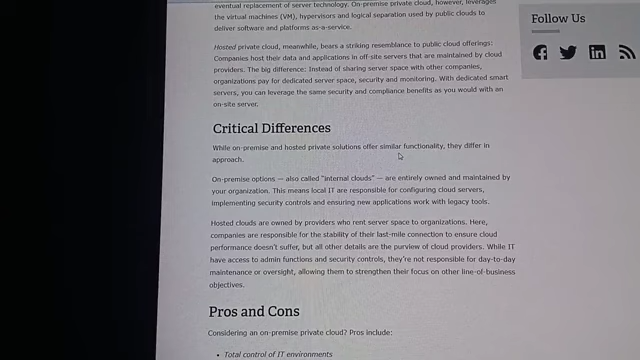 eventual replacement of server technology. On-premise private cloud, however, leverages
the virtual machines (VM), hypervisors and logical separation used by public clouds to
deliver software and platforms as-a-service.
Hosted private cloud, meanwhile, bears a striking resemblance to public cloud offerings:
Companies host their data and applications in off-site servers that are maintained by cloud
providers. The big difference: Instead of sharing server space with other companies,
organizations pay for dedicated server space, security and monitoring. With dedicated smart
servers, you can leverage the same security and compliance benefits as you would with an
on-site server.
Critical Differences
While on-premise and hosted private solutions offer similar functionality, they differ in
approach.
On-premise options — also called "internal clouds" — are entirely owned and maintained by
your organization. This means local IT are responsible for configuring cloud servers,
implementing security controls and ensuring new applications work with legacy tools.
Hosted clouds are owned by providers who rent server space to organizations. Here,
companies are responsible for the stability of their last-mile connection to ensure cloud
performance doesn't suffer, but all other details are the purview of cloud providers. While IT
have access to admin functions and security controls, they're not responsible for day-to-day
maintenance or oversight, allowing them to strengthen their focus on other line-of-business
objectives.
Pros and Cons
Considering an on-premise private cloud? Pros include:
• Total control of IT environments
Follow Us